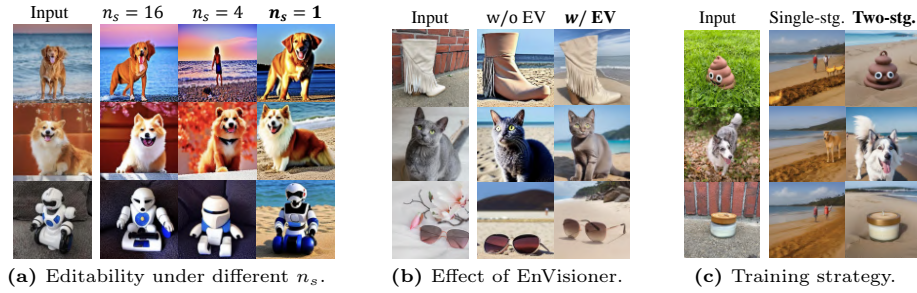 Input n_s = 16 n_s = 4 n_s = 1
(a) Editability under different n_s.
Input w/o EV w/ EV
(b) Effect of EnVisioner.
Input Single-stg. Two-stg.
(c) Training strategy.